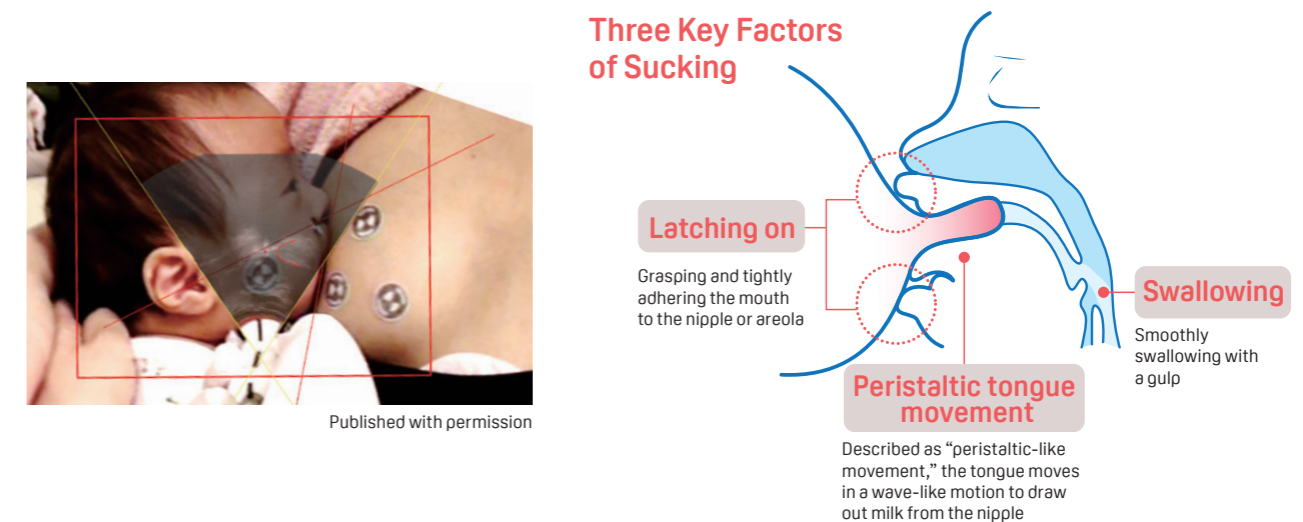 Three Key Factors
of Sucking
Latching on
Grasping and tightly
adhering the mouth
to the nipple or areola
Swallowing
Smoothly
swallowing with
a gulp
Peristaltic tongue
movement
Described as “peristaltic-like
movement,” the tongue moves
in a wave-like motion to draw
out milk from the nipple
Published with permission